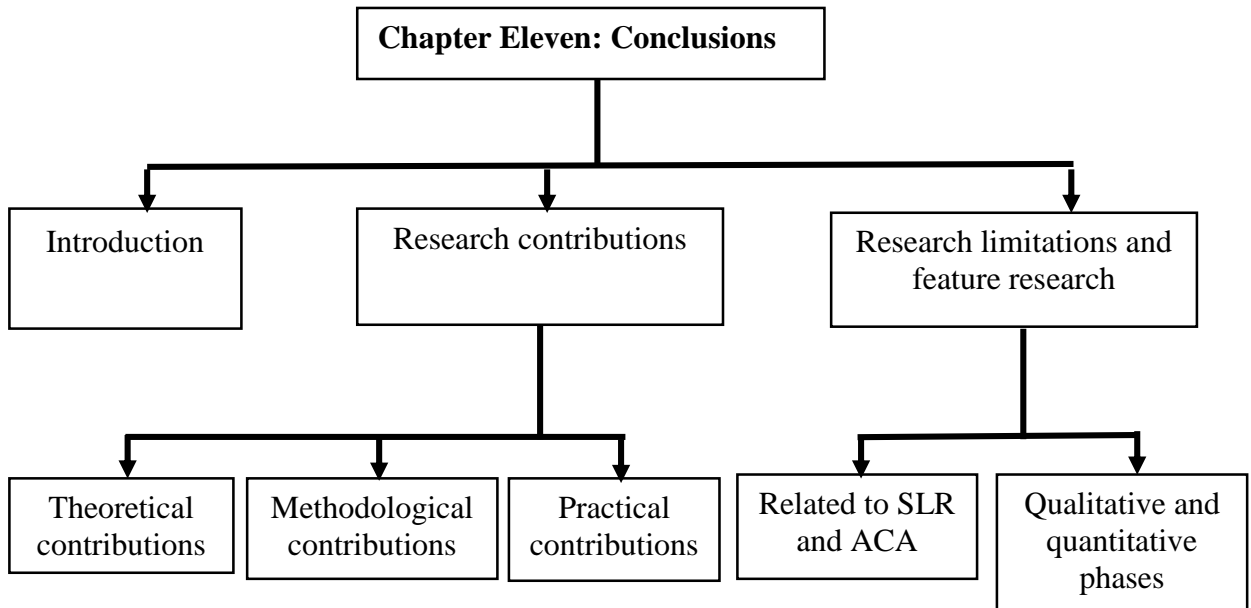 Chapter Eleven: Conclusions
Introduction
Research contributions
Research limitations and
feature research
Theoretical
contributions
Methodological
contributions
Practical
contributions
Related to SLR
and ACA
Qualitative and
quantitative
phases